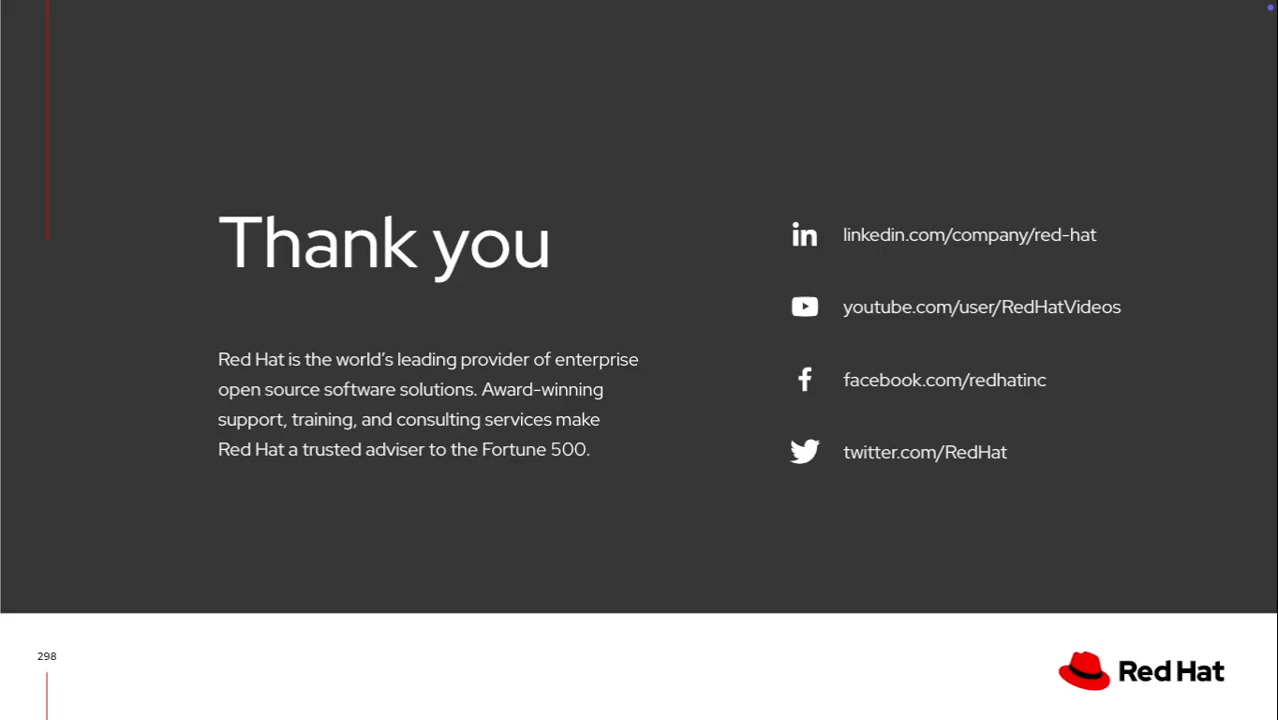 Thank you
Red Hat is the world’s leading provider of enterprise
open source software solutions. Award-winning
support, training, and consulting services make
Red Hat a trusted adviser to the Fortune 500.
linkedin.com/company/red-hat
youtube.com/user/RedHatVideos
facebook.com/redhatinc
twitter.com/RedHat
298
Red Hat